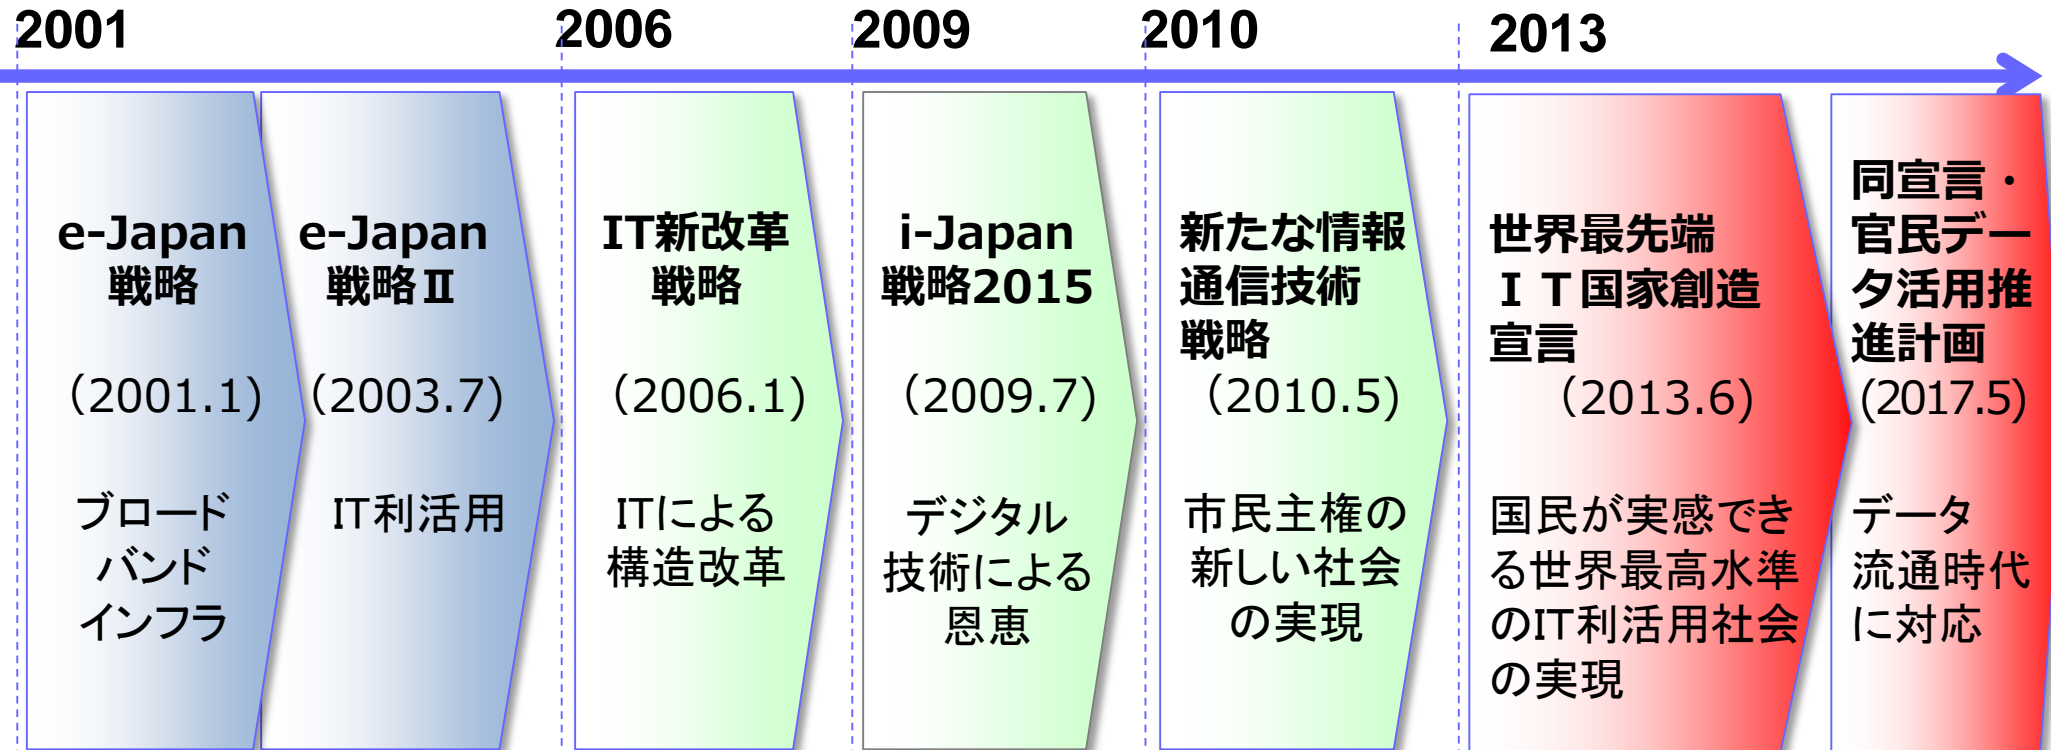 2001
2006
2009
2010
2013
e-Japan
戦略
（2001.1）
ブロード
バンド
インフラ
e-Japan
戦略Ⅱ
（2003.7）
IT利活用
IT新改革
戦略
（2006.1）
ITによる
構造改革
i-Japan
戦略2015
（2009.7）
デジタル
技術による
恩恵
新たな情報
通信技術
戦略
（2010.5）
市民主権の
新しい社会
の実現
世界最先端
ＩＴ国家創造
宣言
（2013.6）
国民が実感でき
る世界最高水準
のIT利活用社会
の実現
同宣言・
官民デー
タ活用推
進計画
(2017.5)
データ
流通時代
に対応